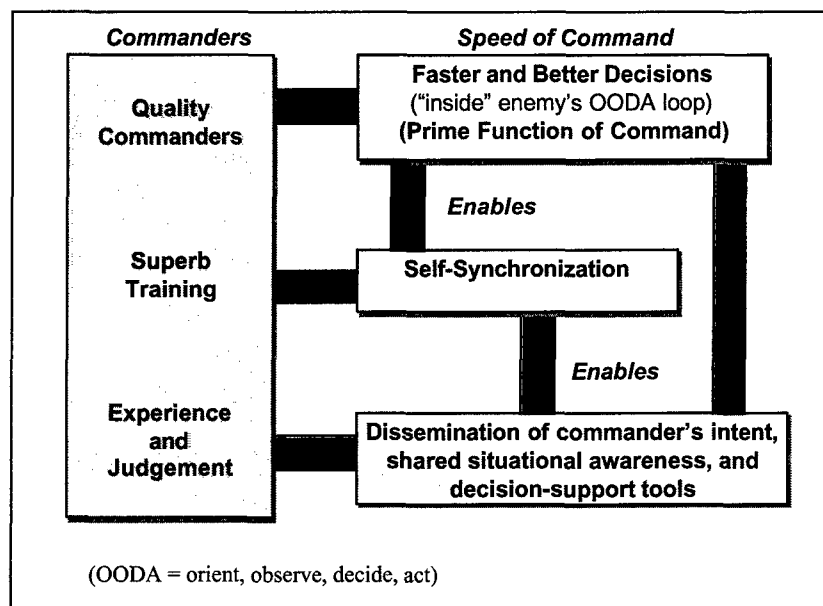 Commanders
Quality
Commanders
Superb
Training
Experience
and
Judgement
Speed of Command
Faster and Better Decisions
("inside" enemy's OODA loop)
(Prime Function of Command)
Enables
Self-Synchronization
Enables
Dissemination of commander's intent,
shared situational awareness, and
decision-support tools
(OODA = orient, observe, decide, act)